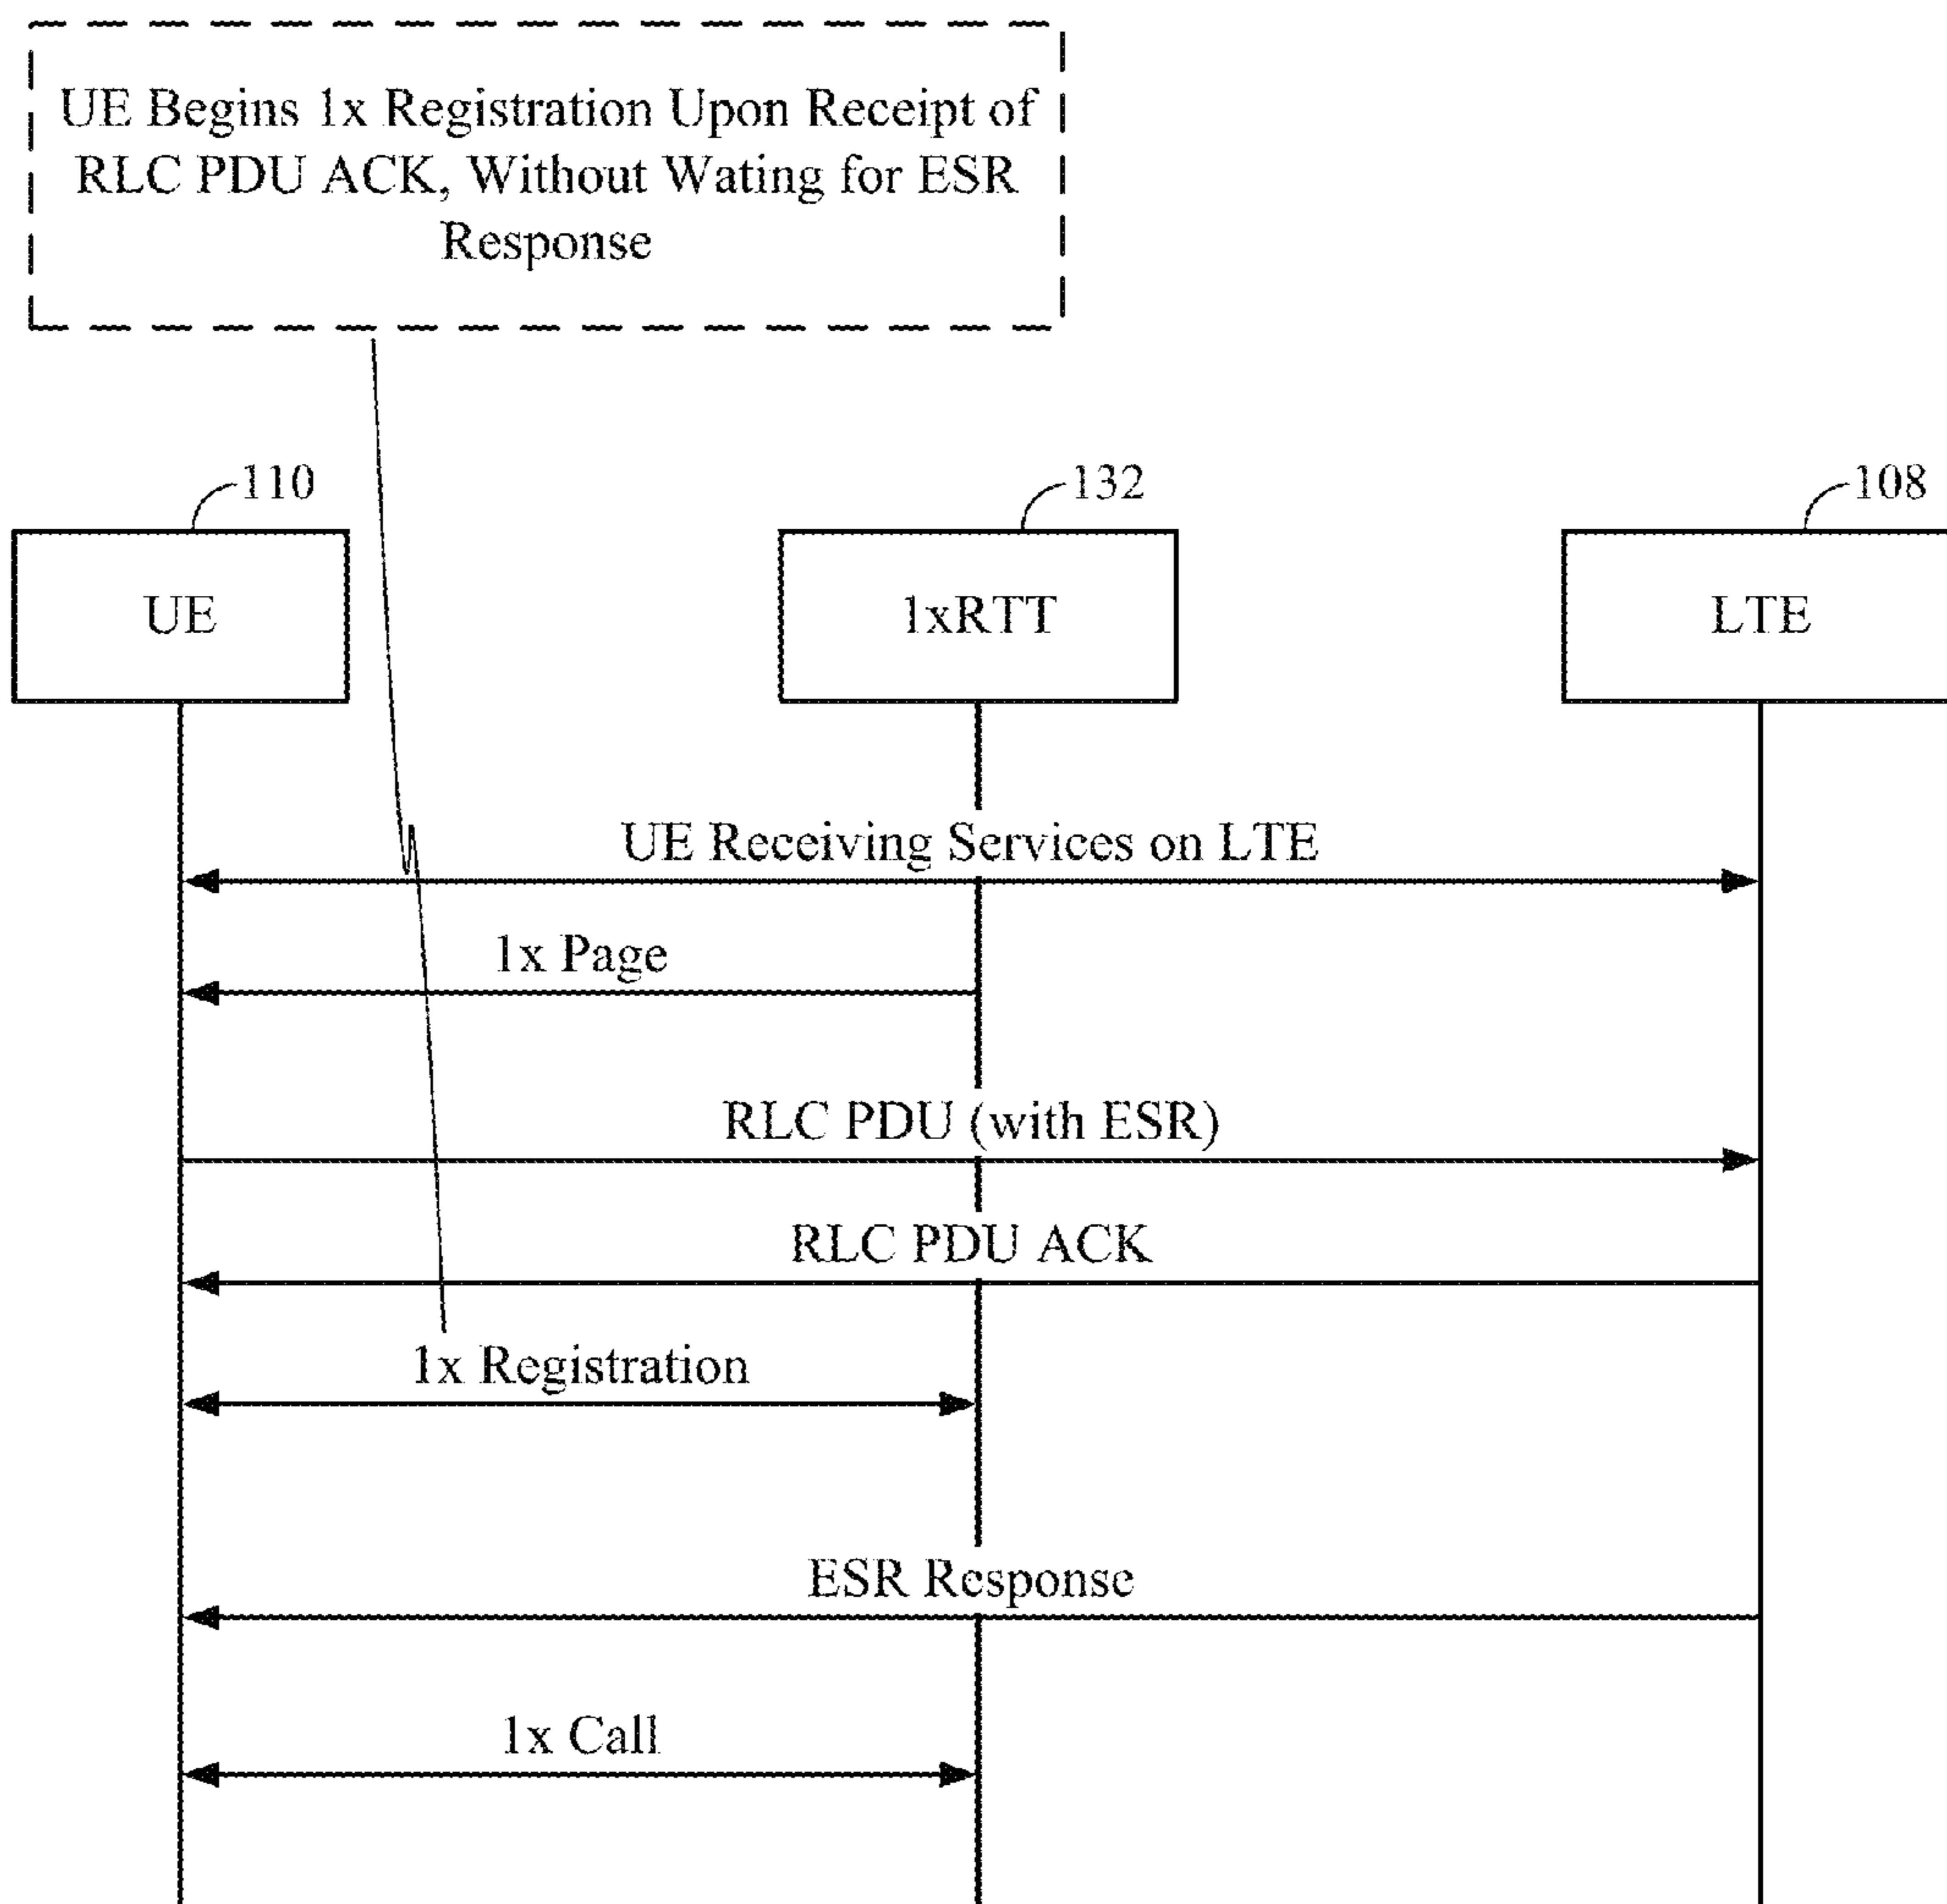 UE Begins 1x Registration Upon Receipt of
RLC PDU ACK, Without Wating for ESR
Response
110
132
108
UE
1xRTT
LTE
UE Receiving Services on LTE
1x Page
RLC PDU (with ESR)
RLC PDU ACK
1x Registration
ESR Response
1x Call